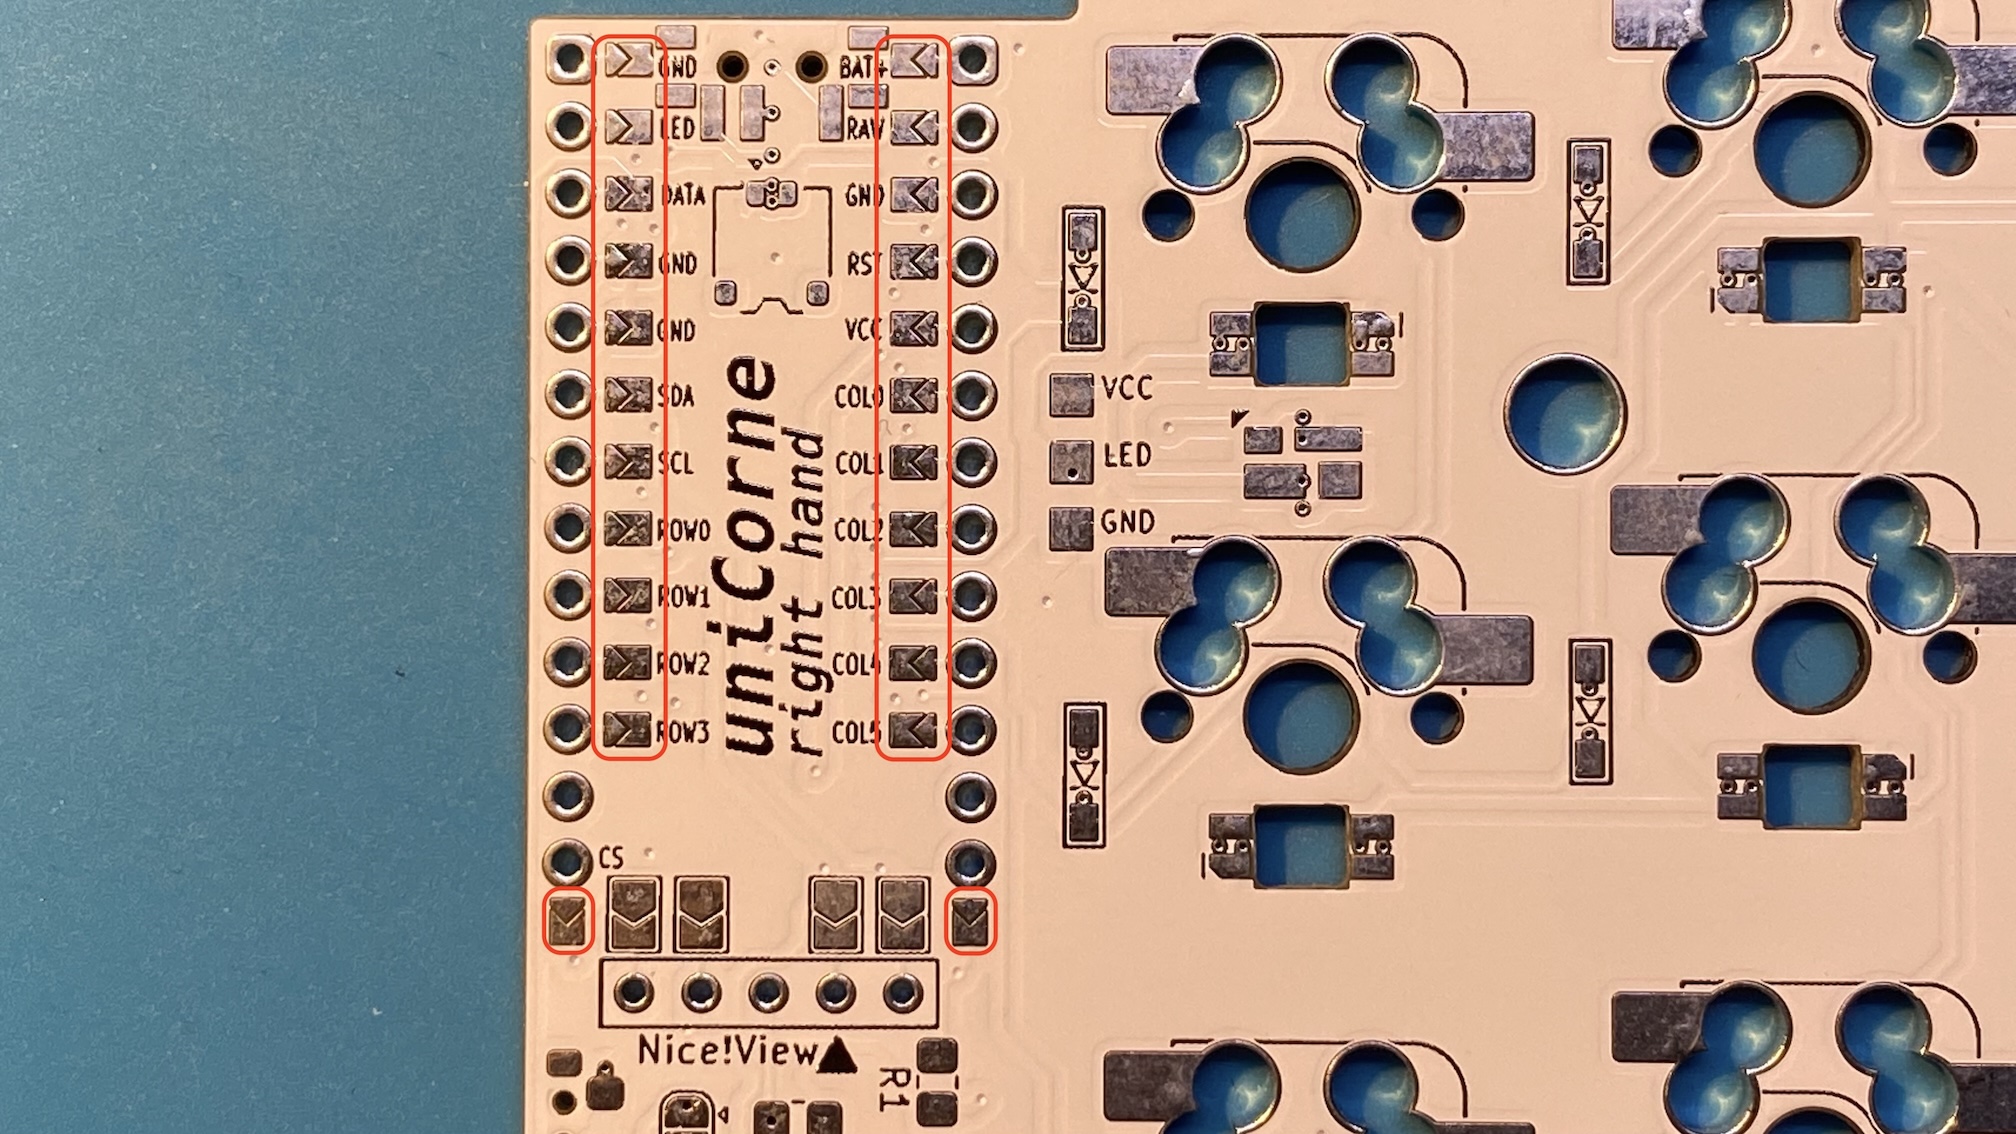 GND BAT+
LED RAW
DATA GND
GND RST
GND VCC
SDA COL0
SCL COL1
ROW0 COL2
ROW1 COL3
ROW2 COL4
ROW3 COL5
uniCorne
right hand
VCC
LED
GND
CS
Nice!View
R1